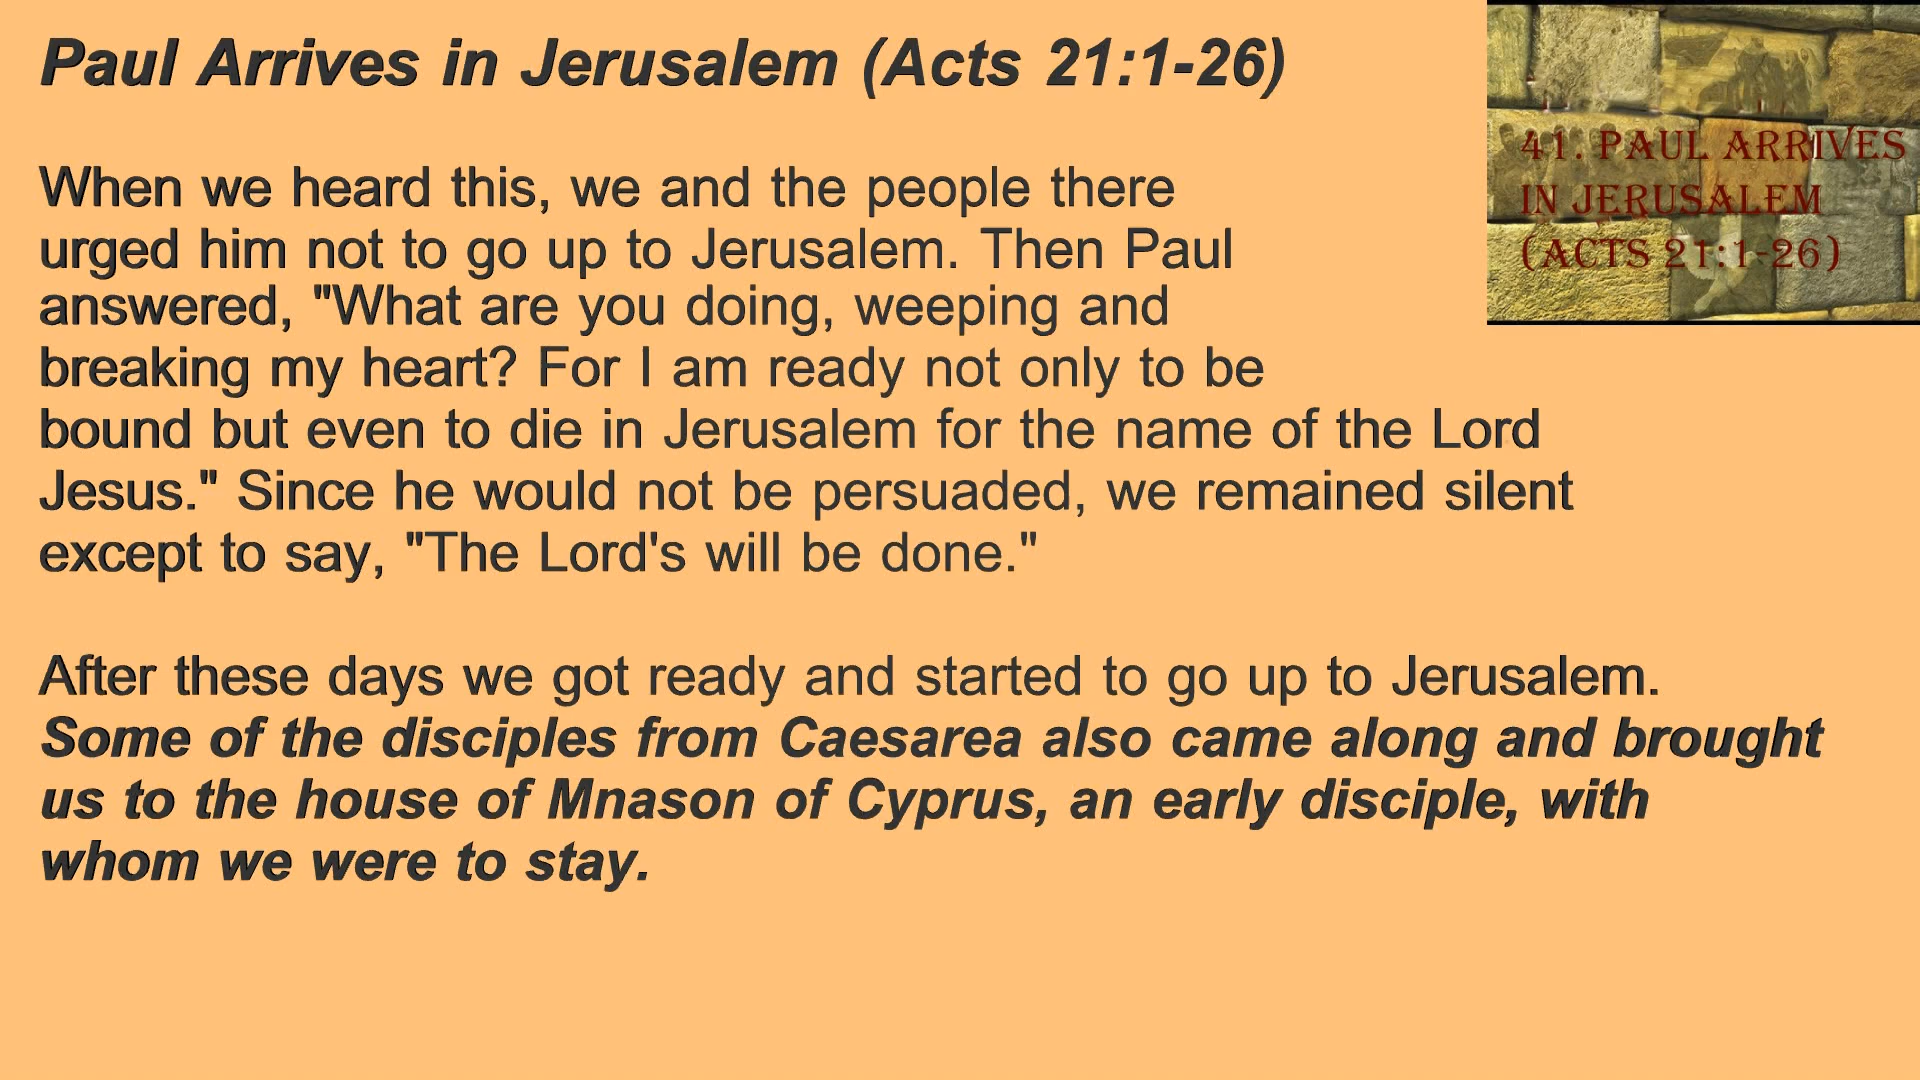 Paul Arrives in Jerusalem (Acts 21:1-26)
When we heard this, we and the people there
urged him not to go up to Jerusalem. Then Paul
answered, "What are you doing, weeping and
breaking my heart? For I am ready not only to be
bound but even to die in Jerusalem for the name of the Lord
Jesus." Since he would not be persuaded, we remained silent
except to say, "The Lord's will be done."
After these days we got ready and started to go up to Jerusalem.
Some of the disciples from Caesarea also came along and brought
us to the house of Mnason of Cyprus, an early disciple, with
whom we were to stay.
41. PAUL ARRIVES
IN JERUSALEM
(ACTS 21:1-26)